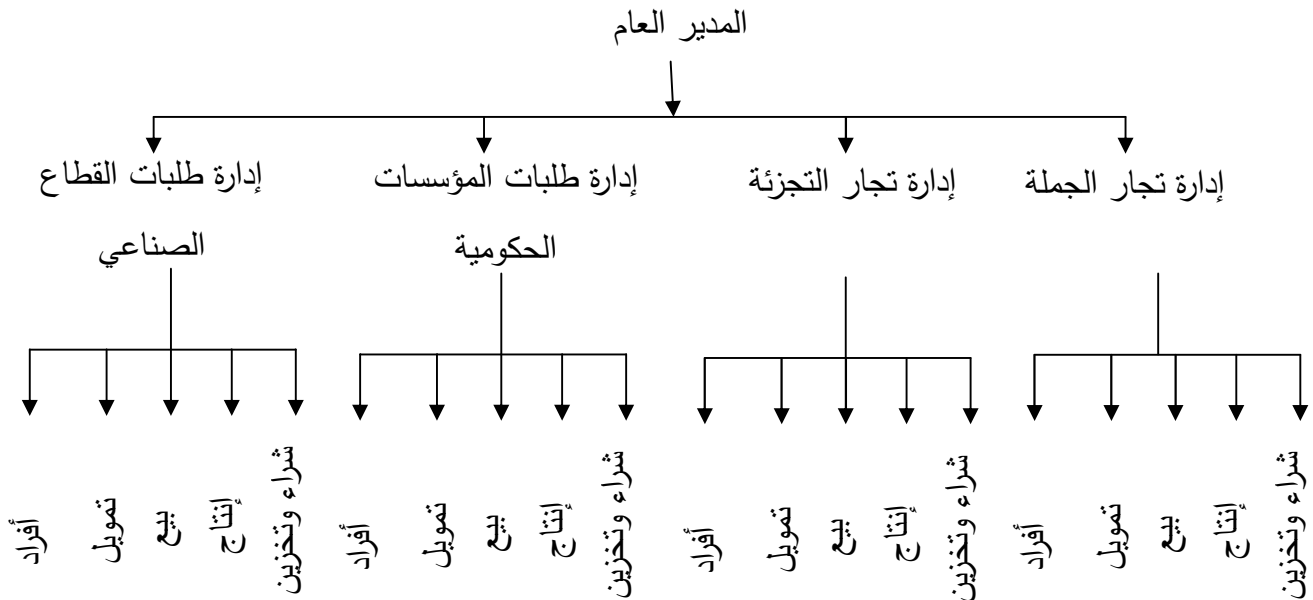 المدير العام
إدارة تجار الجملة
إدارة تجار التجزئة
إدارة طلبات المؤسسات
الحكومية
إدارة طلبات القطاع
الصناعي
شراء وتخزين
إنتاج
بيع
تمويل
أفراد
شراء وتخزين
إنتاج
بيع
تمويل
أفراد
شراء وتخزين
إنتاج
بيع
تمويل
أفراد
شراء وتخزين
إنتاج
بيع
تمويل
أفراد